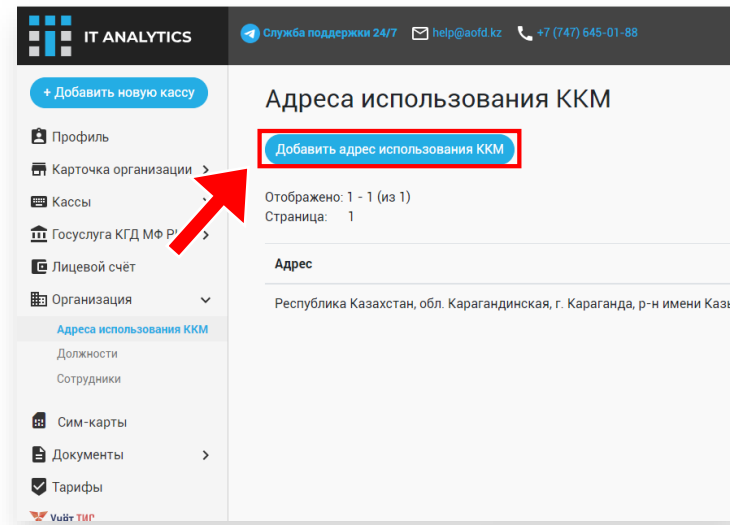 IT ANALYTICS
Служба поддержки 24/7 help@aofd.kz +7 (747) 645-01-88
+ Добавить новую кассу
Профиль
Карточка организации
Кассы
Госуслуга КГД МФ
Лицевой счёт
Организация
Адреса использования ККМ
Должности
Сотрудники
Сим-карты
Документы
Тарифы
Учёт ТИС
Адреса использования ККМ
Добавить адрес использования ККМ
Отображено: 1 - 1 (из 1)
Страница: 1
Адрес
Республика Казахстан, обл. Карагандинская, г. Караганда, р-н имени